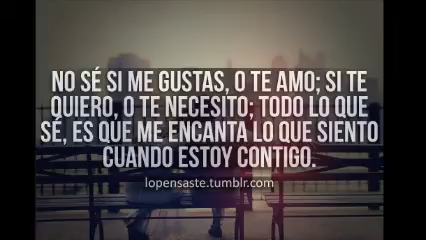 NO SÉ SI ME GUSTAS, O TE AMO; SI TE
QUIERO, O TE NECESITO; TODO LO QUE
SÉ, ES QUE ME ENCANTA LO QUE SIENTO
CUANDO ESTOY CONTIGO.
lopensaste.tumblr.com